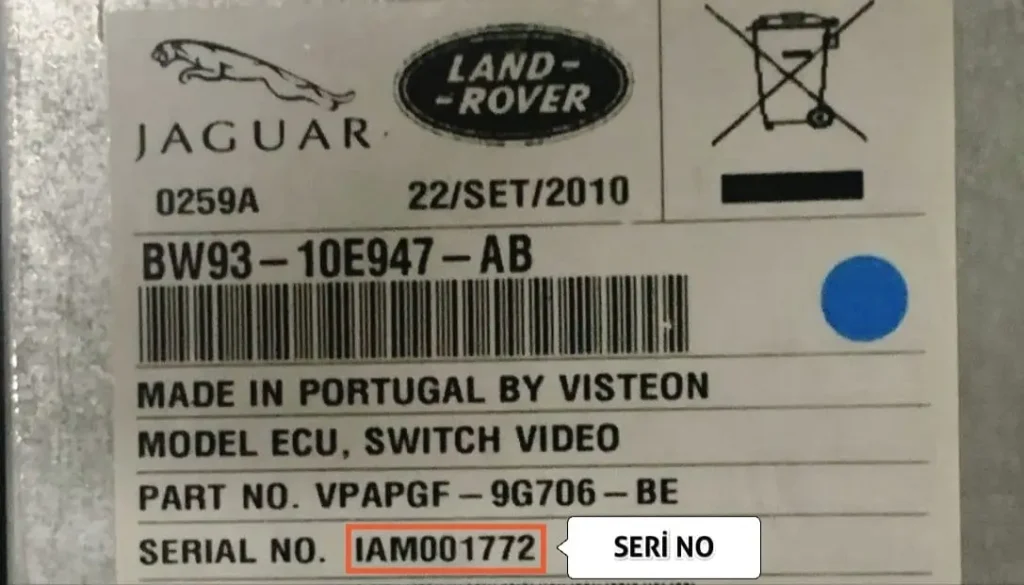 JAGUAR
LAND-
-ROVER
0259A 22/SET/2010
BW93-10E947-AB
MADE IN PORTUGAL BY VISTEON
MODEL ECU, SWITCH VIDEO
PART NO. VPAPGF-9G706-BE
SERIAL NO. IAM001772 SERİ NO